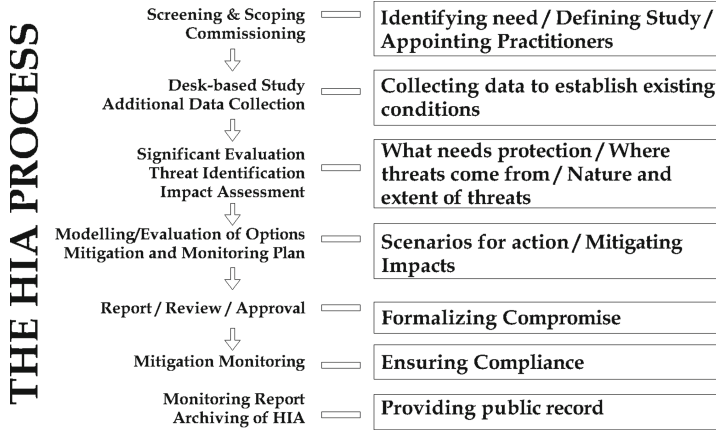 THE HIA PROCESS
Screening & Scoping
Commissioning
Identifying need / Defining Study /
Appointing Practitioners
Desk-based Study
Additional Data Collection
Collecting data to establish existing
conditions
Significant Evaluation
Threat Identification
Impact Assessment
What needs protection / Where
threats come from / Nature and
extent of threats
Modelling/Evaluation of Options
Mitigation and Monitoring Plan
Scenarios for action / Mitigating
Impacts
Report / Review / Approval
Formalizing Compromise
Mitigation Monitoring
Ensuring Compliance
Monitoring Report
Archiving of HIA
Providing public record